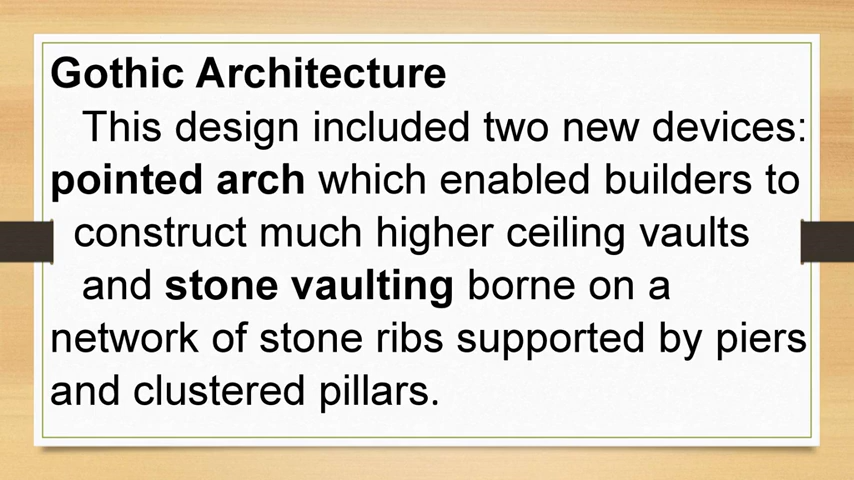 Gothic Architecture
This design included two new devices:
pointed arch which enabled builders to
construct much higher ceiling vaults
and stone vaulting borne on a
network of stone ribs supported by piers
and clustered pillars.